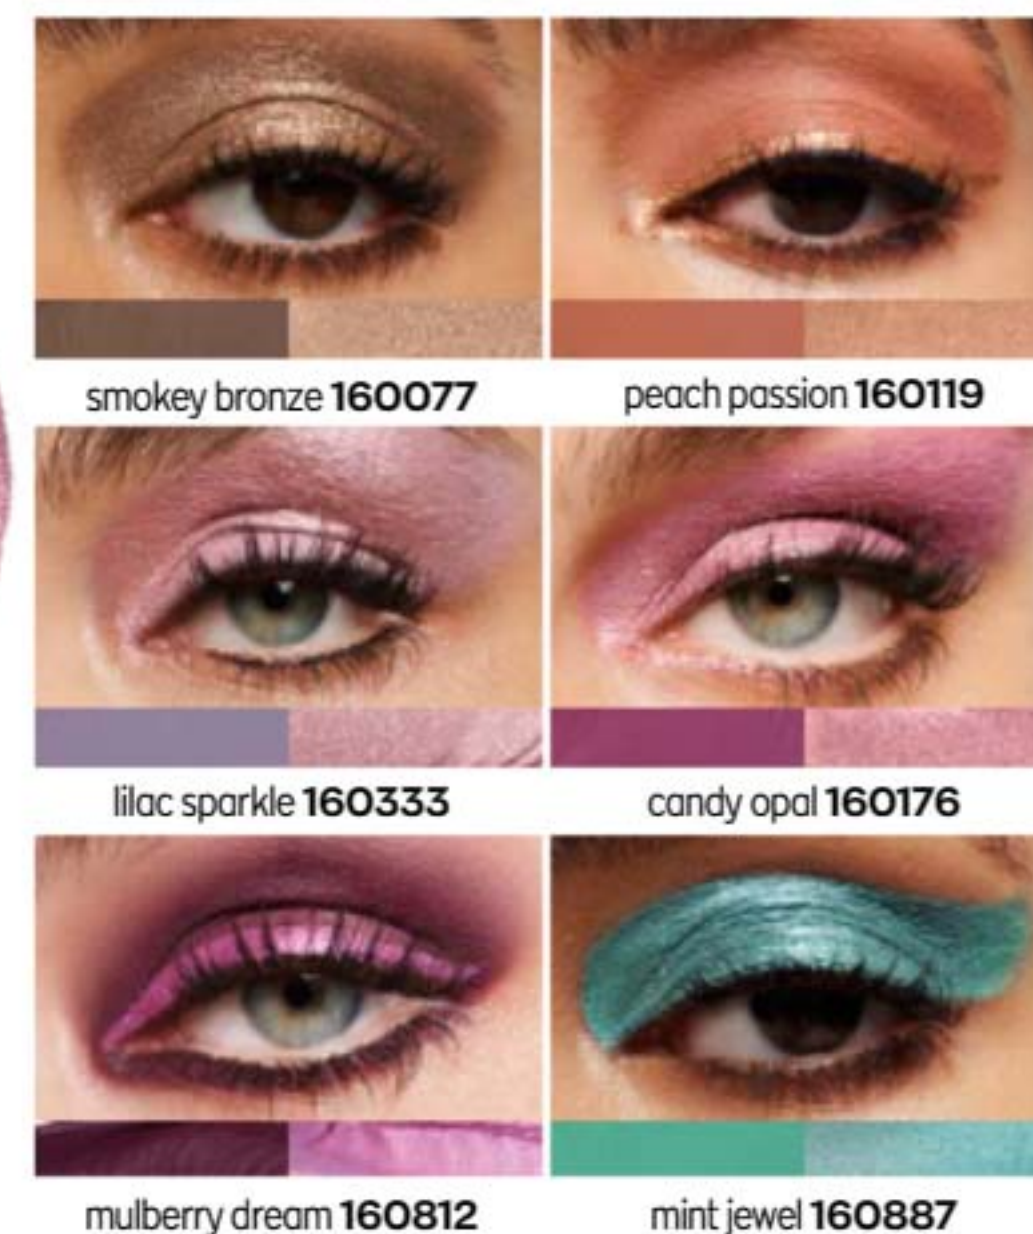 smokey bronze 160077
peach passion 160119
lilac sparkle 160333
candy opal 160176
mulberry dream 160812
mint jewel 160887